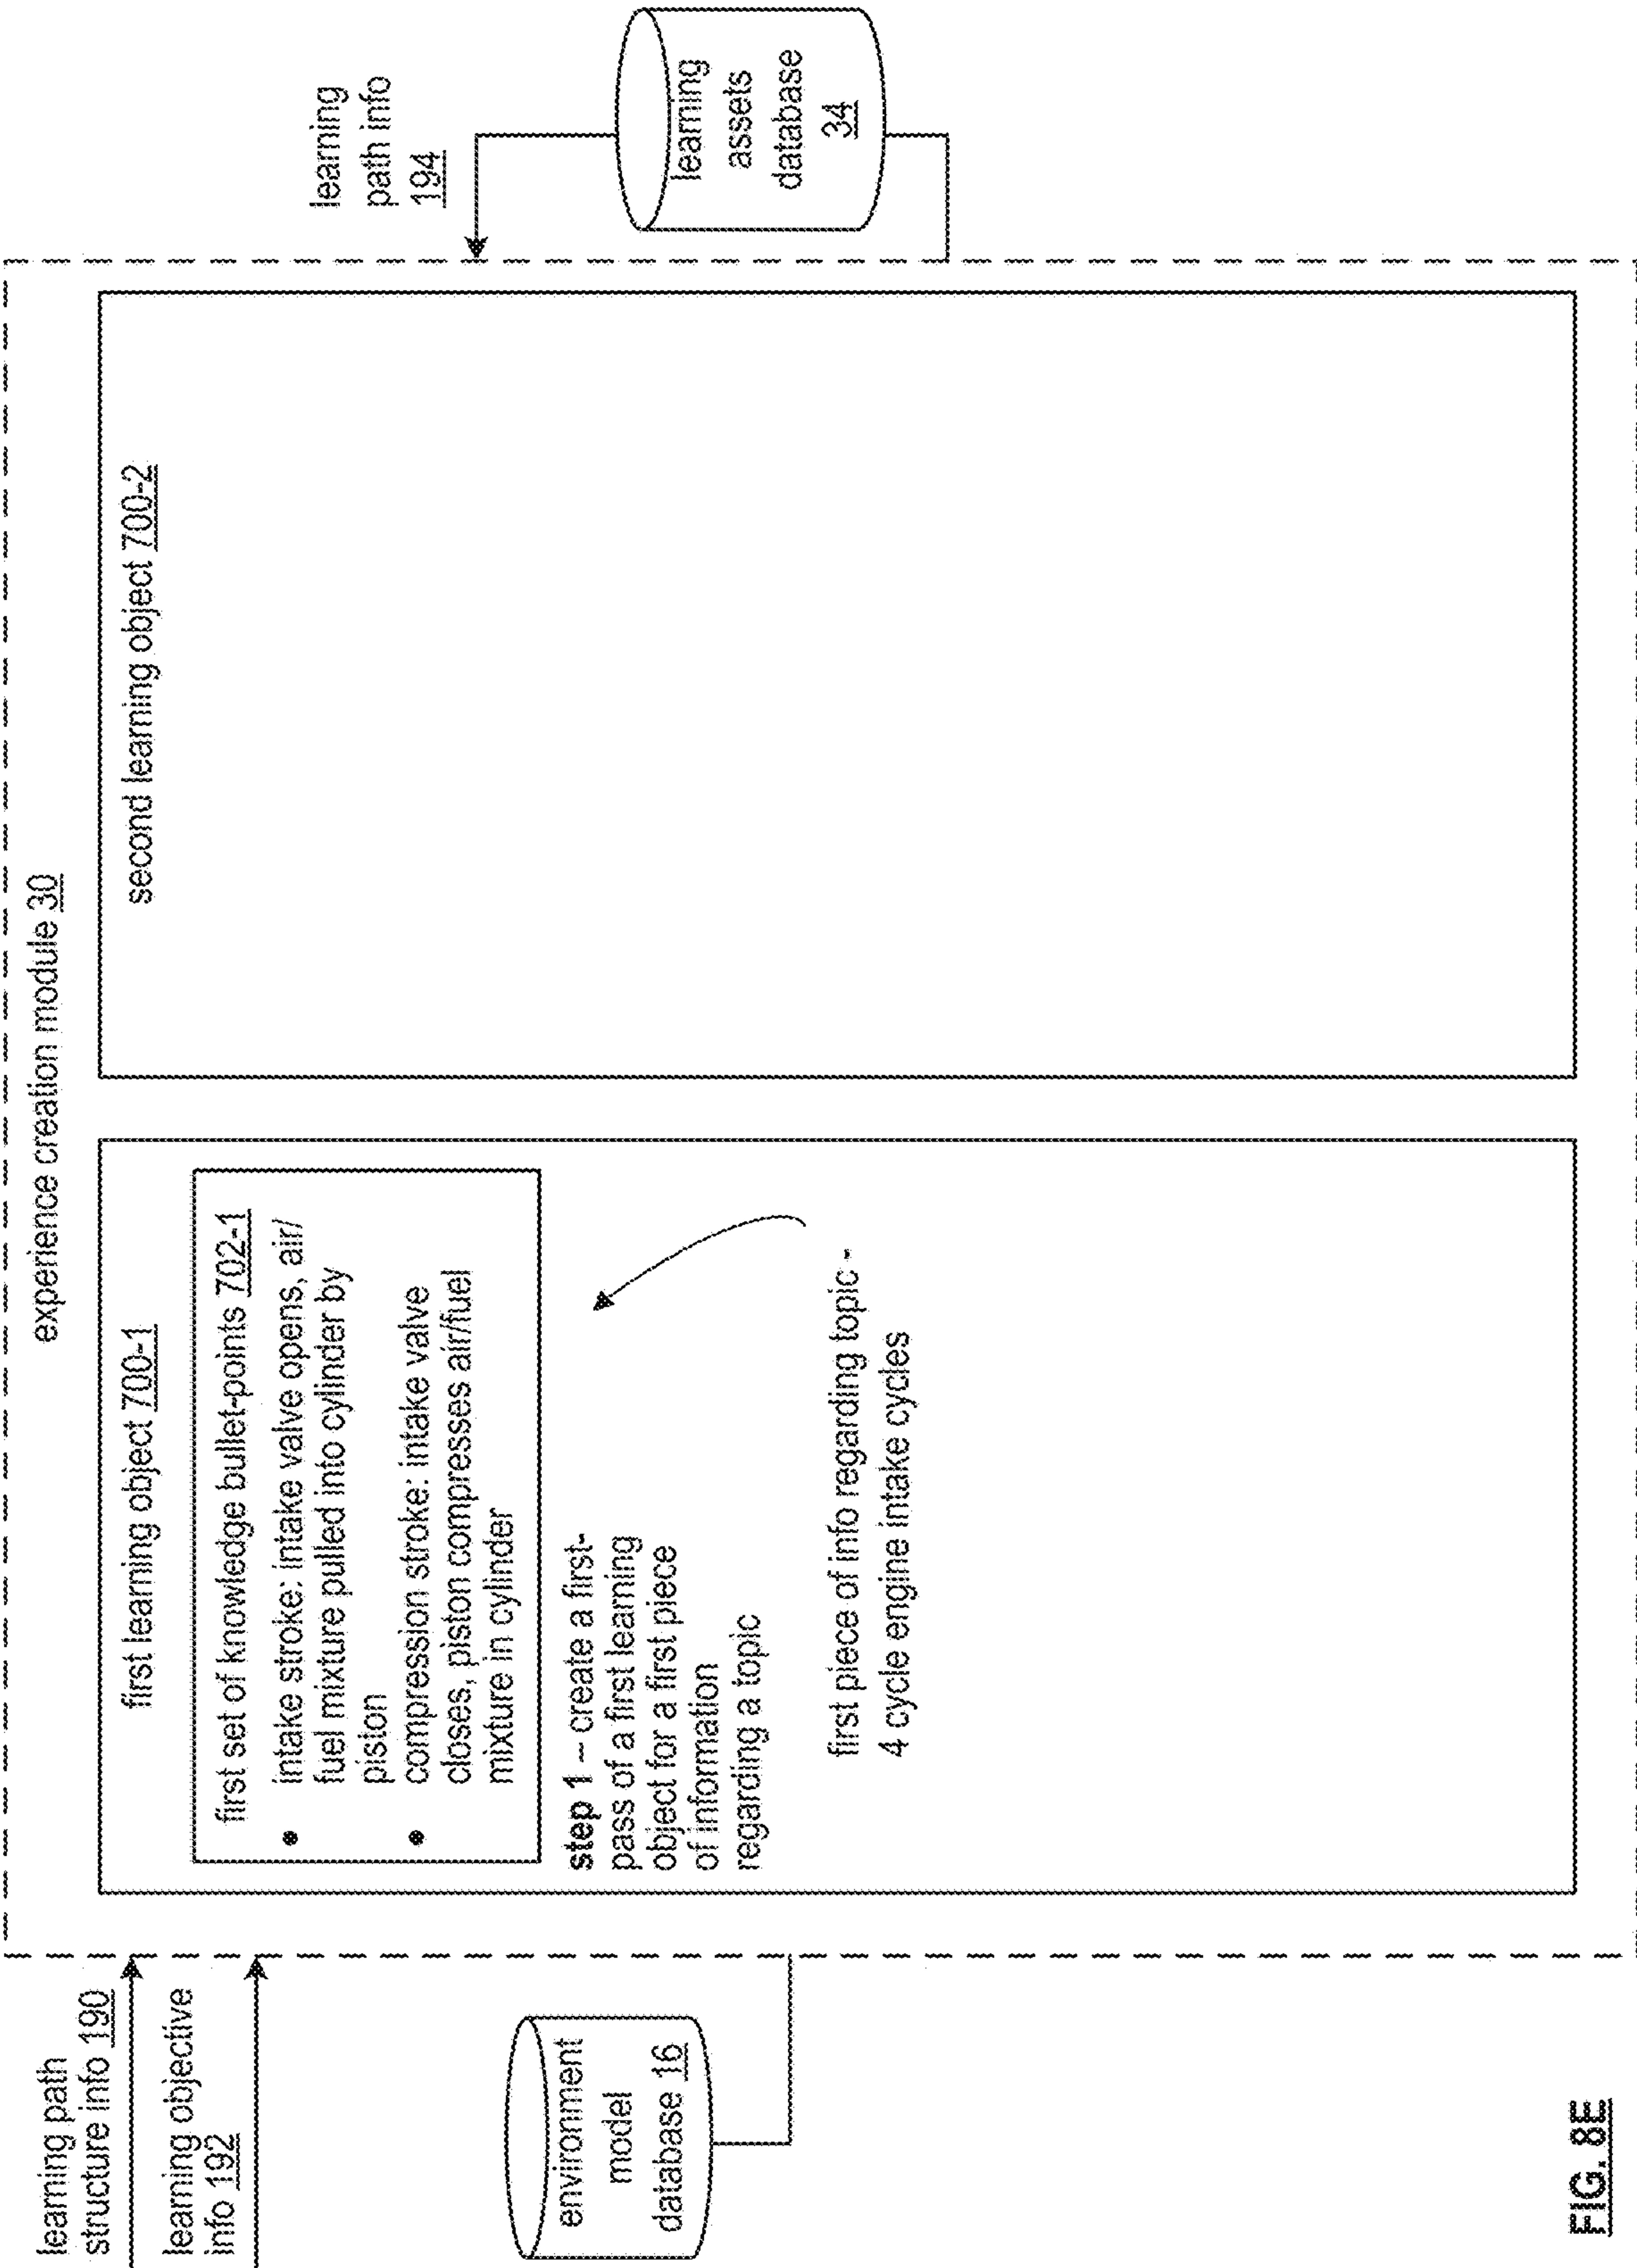 learning path
structure info 190
learning objective
info 192
environment
model
database 16
experience creation module 30
first learning object 700-1
first set of knowledge bullet-points 702-1
• intake stroke: intake valve opens, air/
fuel mixture pulled into cylinder by
piston
• compression stroke: intake valve
closes, piston compresses air/fuel
mixture in cylinder
step 1 – create a first-
pass of a first learning
object for a first piece
of information
regarding a topic
first piece of info regarding topic -
4 cycle engine intake cycles
second learning object 700-2
learning
path info
194
learning
assets
database
34
FIG. 8E